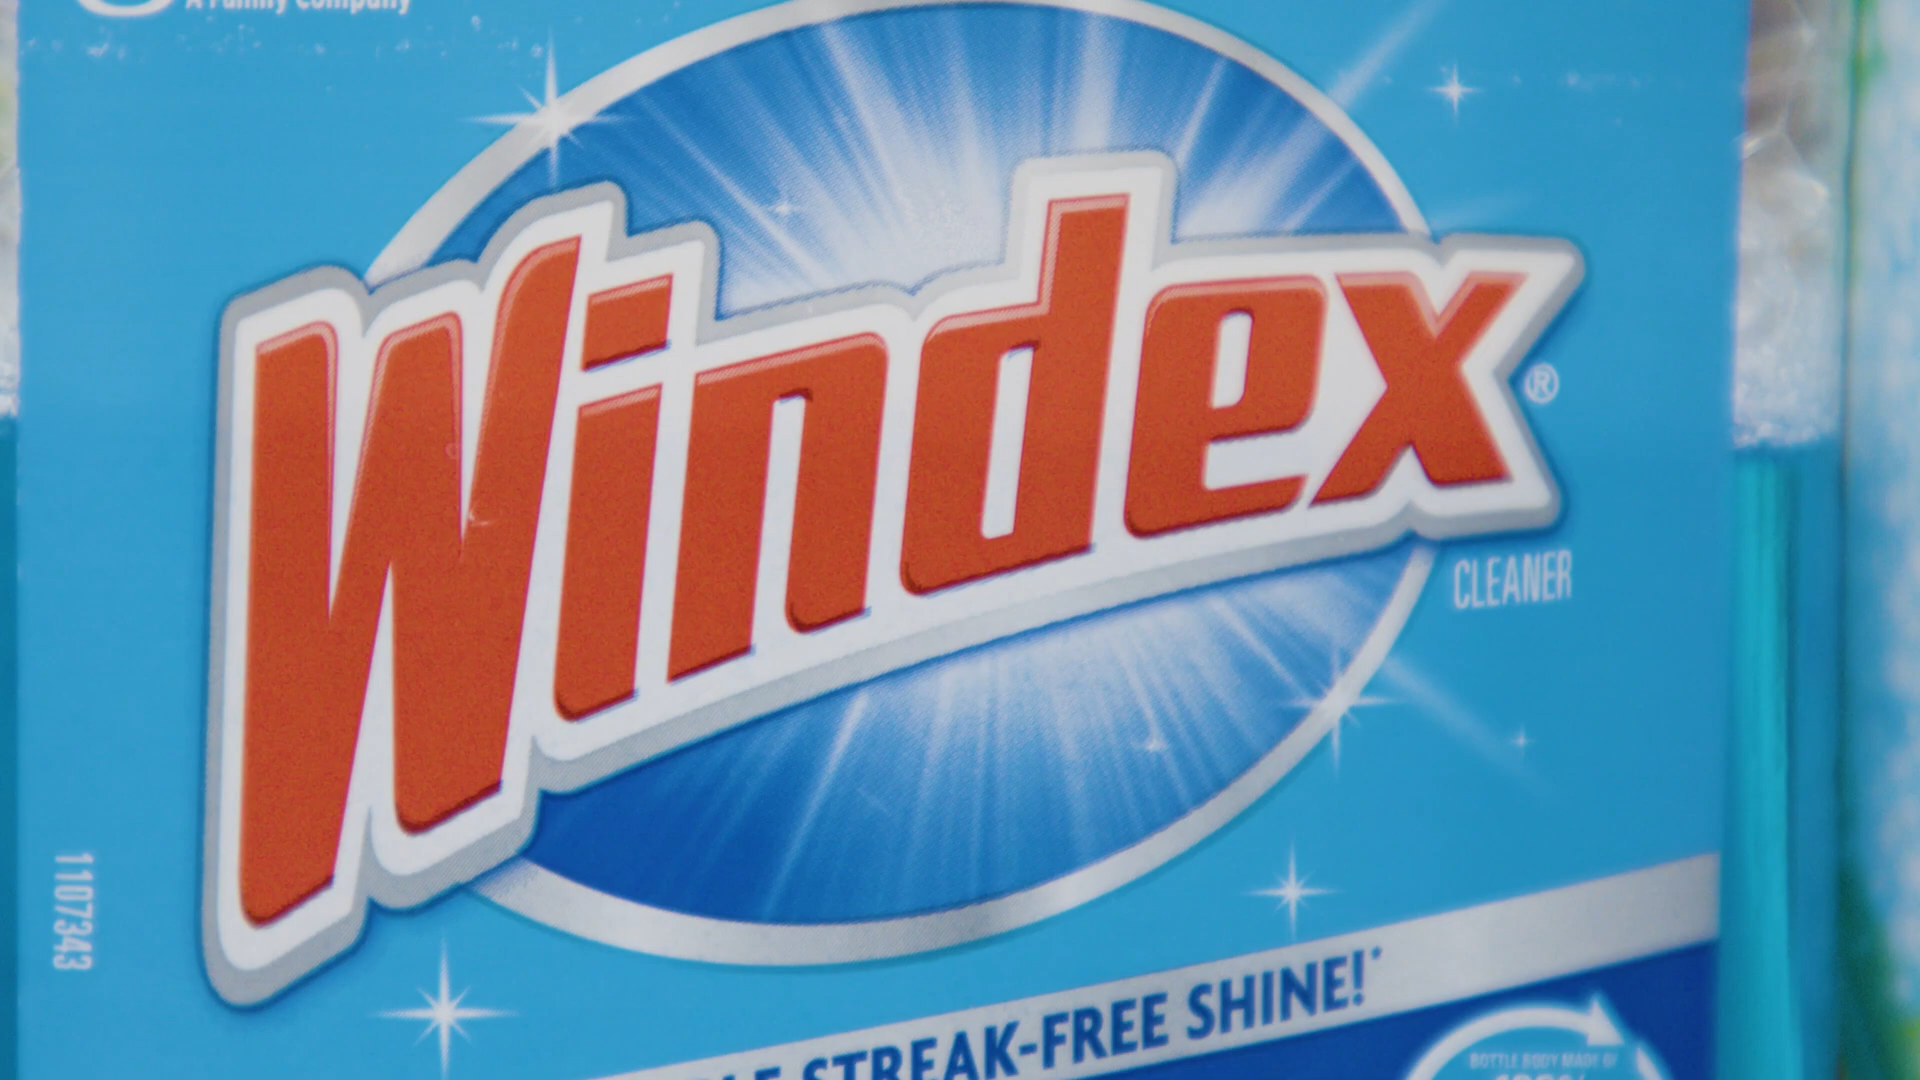 A Family Company
Windex®
CLEANER
1107343
STREAK-FREE SHINE!*
BOTTLE BODY MADE OF